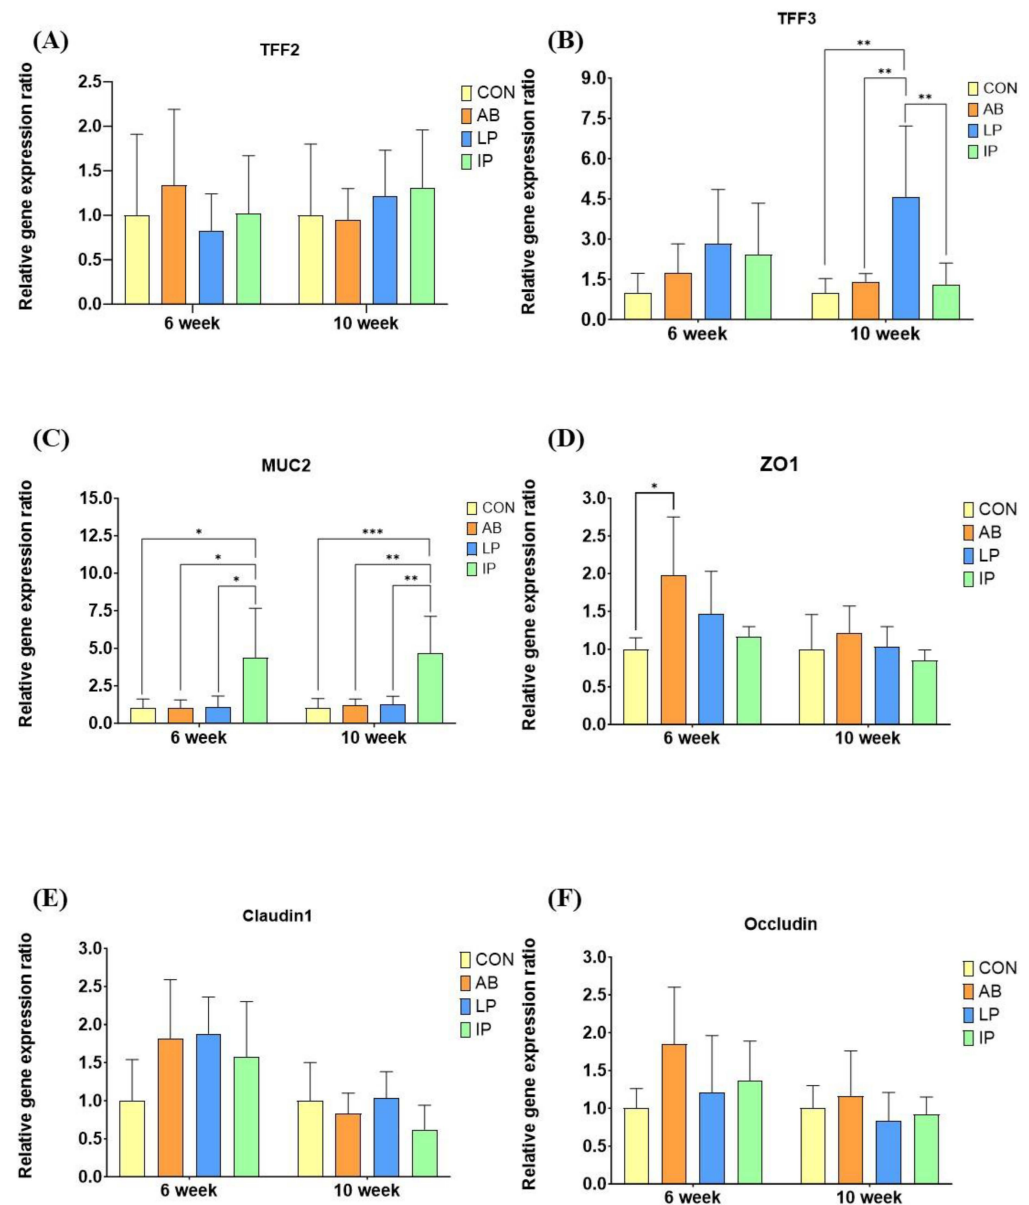 (A)
TFF2
Relative gene expression ratio
2.5
2.0
1.5
1.0
0.5
0.0
6 week 10 week
CON
AB
LP
IP
(B)
TFF3
Relative gene expression ratio
9.0
7.5
6.0
4.5
3.0
1.5
0.0
** 
**
**
6 week 10 week
CON
AB
LP
IP
(C)
MUC2
Relative gene expression ratio
15.0
12.5
10.0
7.5
5.0
2.5
0.0
* ***
* **
* **
6 week 10 week
CON
AB
LP
IP
(D)
ZO1
Relative gene expression ratio
3.0
2.5
2.0
1.5
1.0
0.5
0.0
*
6 week 10 week
CON
AB
LP
IP
(E)
Claudin1
Relative gene expression ratio
3.0
2.5
2.0
1.5
1.0
0.5
0.0
6 week 10 week
CON
AB
LP
IP
(F)
Occludin
Relative gene expression ratio
3.0
2.5
2.0
1.5
1.0
0.5
0.0
6 week 10 week
CON
AB
LP
IP